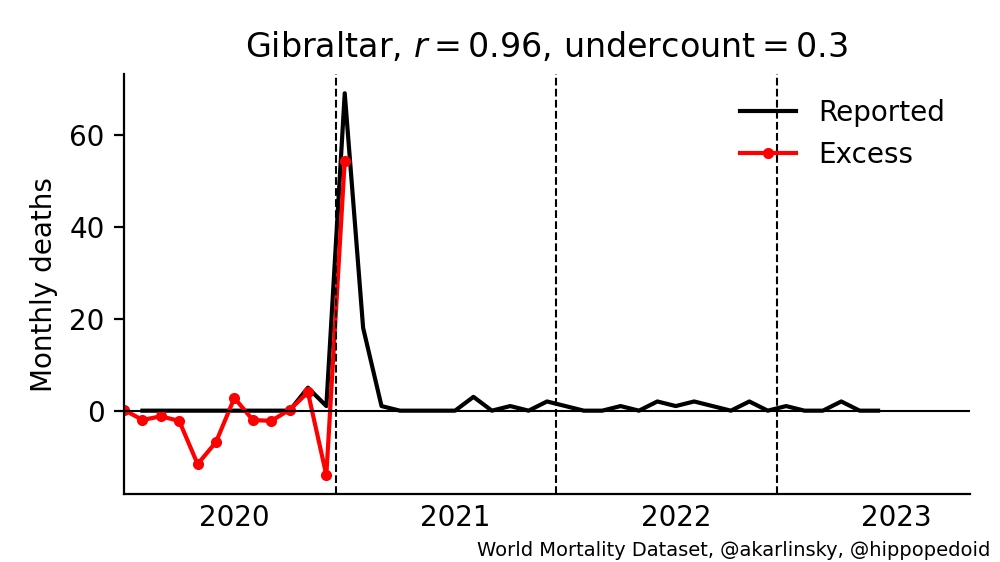 Gibraltar, r = 0.96, undercount = 0.3
Reported
Excess
Monthly deaths
60
40
20
0
2020 2021 2022 2023
World Mortality Dataset, @akarlinsky, @hippopedoid